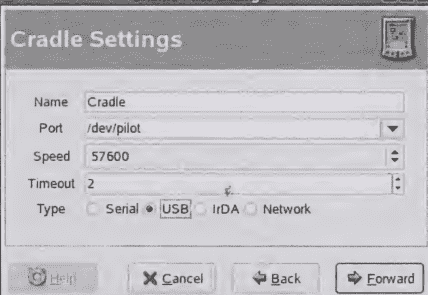 Cradle Settings
Name Cradle
Port /dev/pilot
Speed 57600
Timeout 2
Type Serial USB IrDA Network
Help Cancel Back Forward